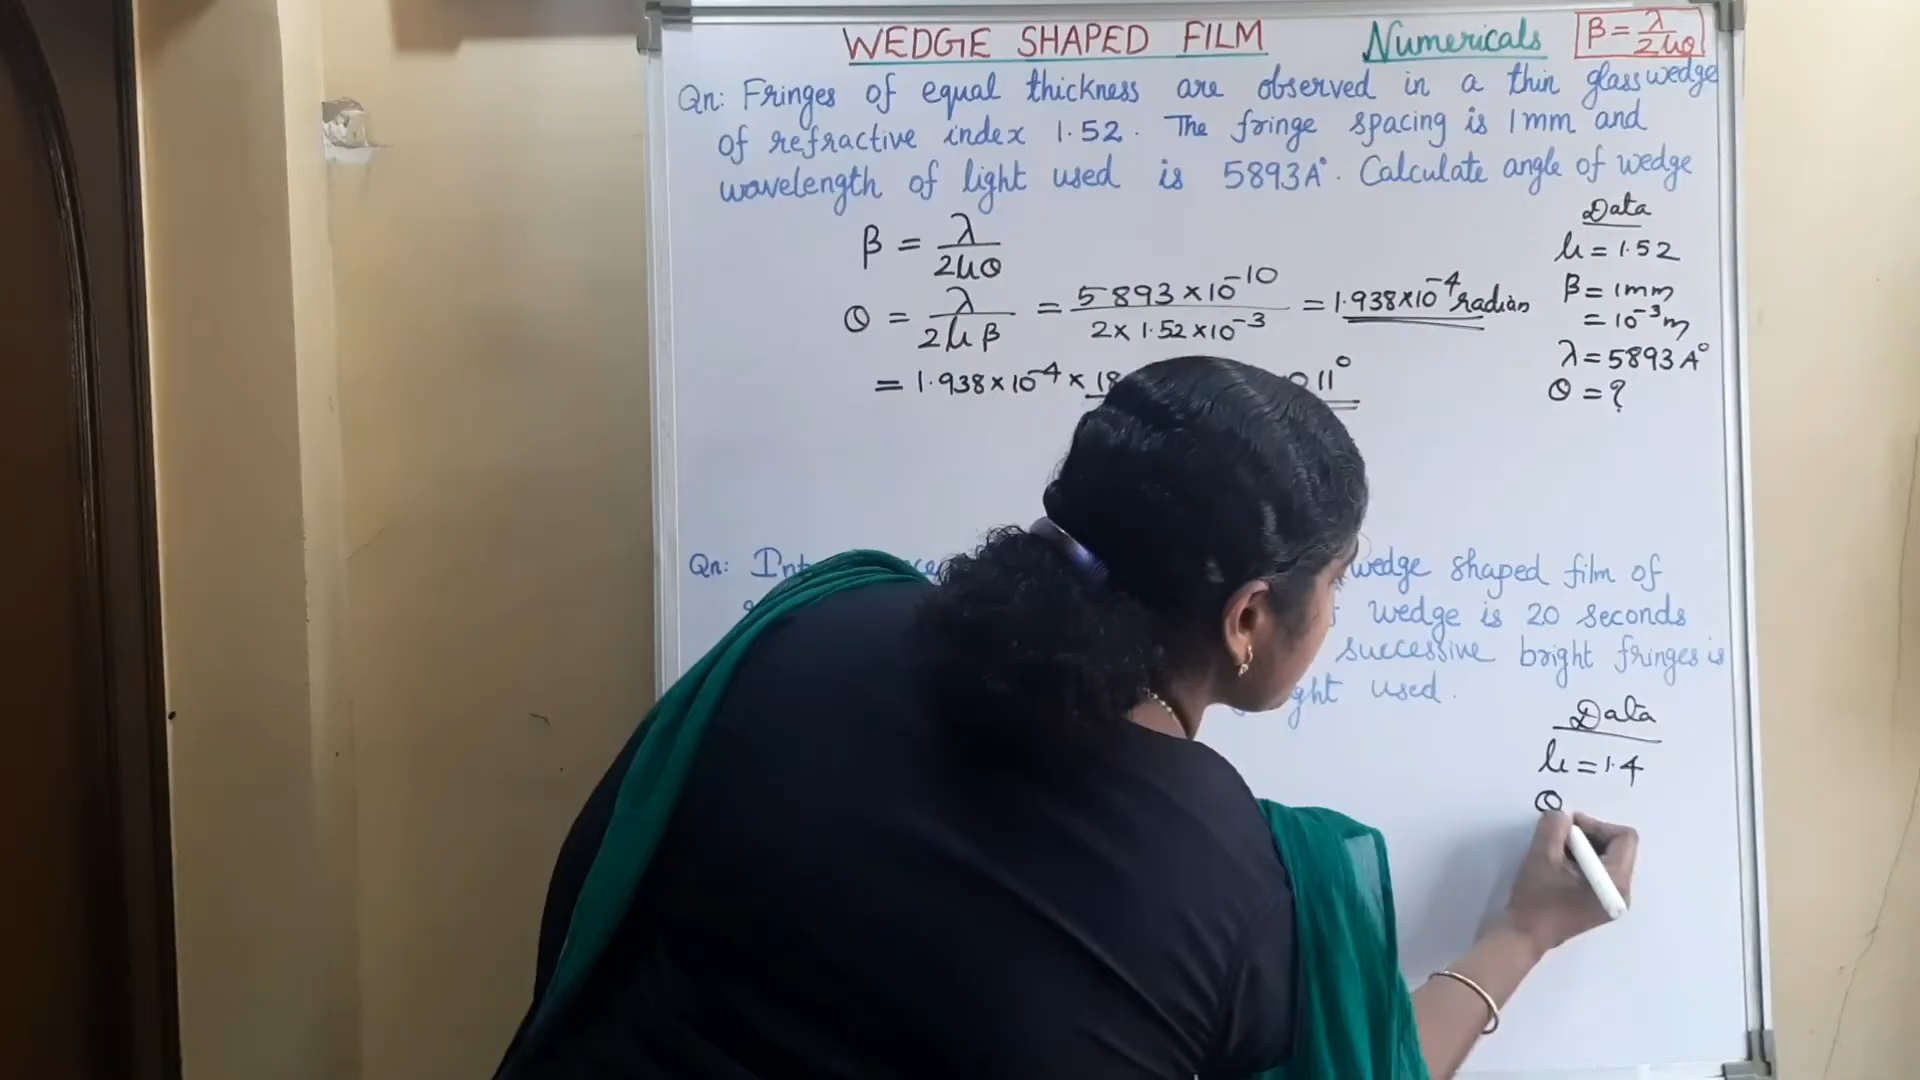 WEDGE SHAPED FILM Numericals β = λ/2μθ
Qn: Fringes of equal thickness are observed in a thin glass wedge
of refractive index 1.52. The fringe spacing is 1mm and
wavelength of light used is 5893A°. Calculate angle of wedge
Data
β = λ/2μθ
μ = 1.52
θ = λ/2μβ = 5893×10⁻¹⁰/2×1.52×10⁻³ = 1.938×10⁻⁴ radian
β = 1mm
= 10⁻³m
λ = 5893A°
= 1.938×10⁻⁴ × 18 011°
θ = ?
Qn: wedge shaped film of
wedge is 20 seconds
successive bright fringes is
used.
Data
μ = 1.4
θ